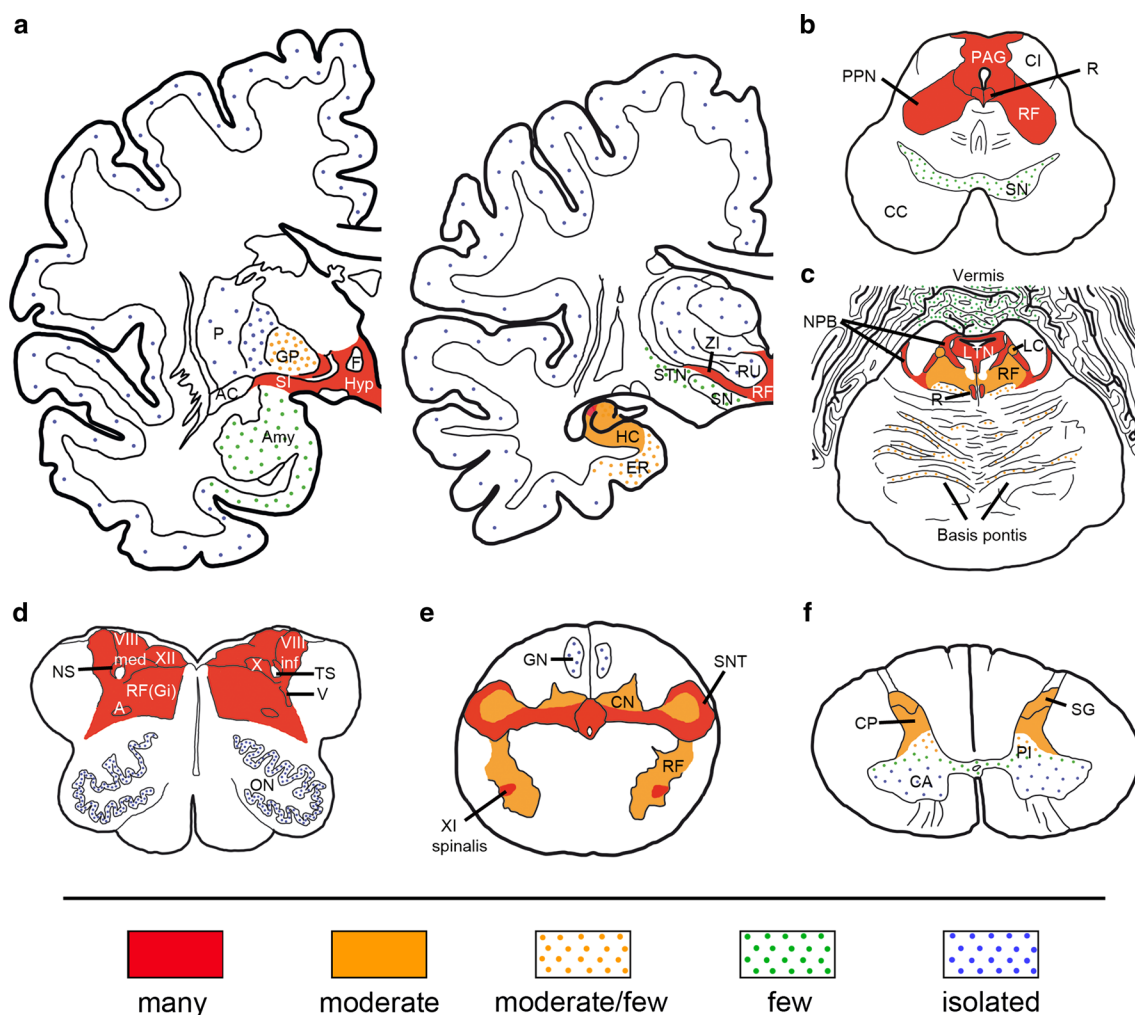 a
P
GP
F
SI
Hyp
AC
Amy
ZI
STN
RU
SN
RF
HC
ER
b
PAG
CI
R
PPN
RF
SN
CC
c
Vermis
NPB
LC
LTN
RF
R
Basis pontis
d
VIII
med
XII
VIII
inf
X
NS
TS
RF(Gi)
V
A
ON
e
GN
SNT
CN
RF
XI
spinalis
f
SG
CP
PI
CA
many
moderate
moderate/few
few
isolated